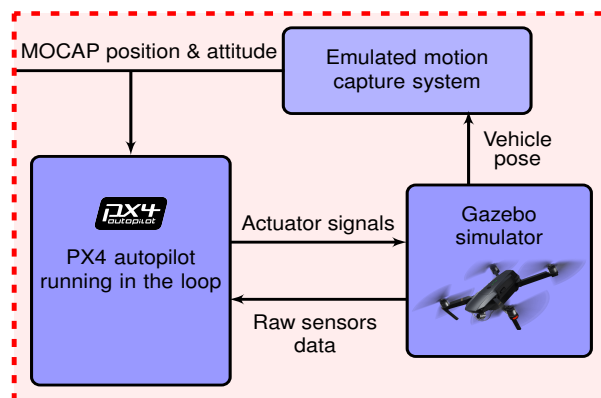 MOCAP position & attitude
Emulated motion
capture system
Vehicle
pose
px4
autopilot
PX4 autopilot
running in the loop
Actuator signals
Gazebo
simulator
Raw sensors
data